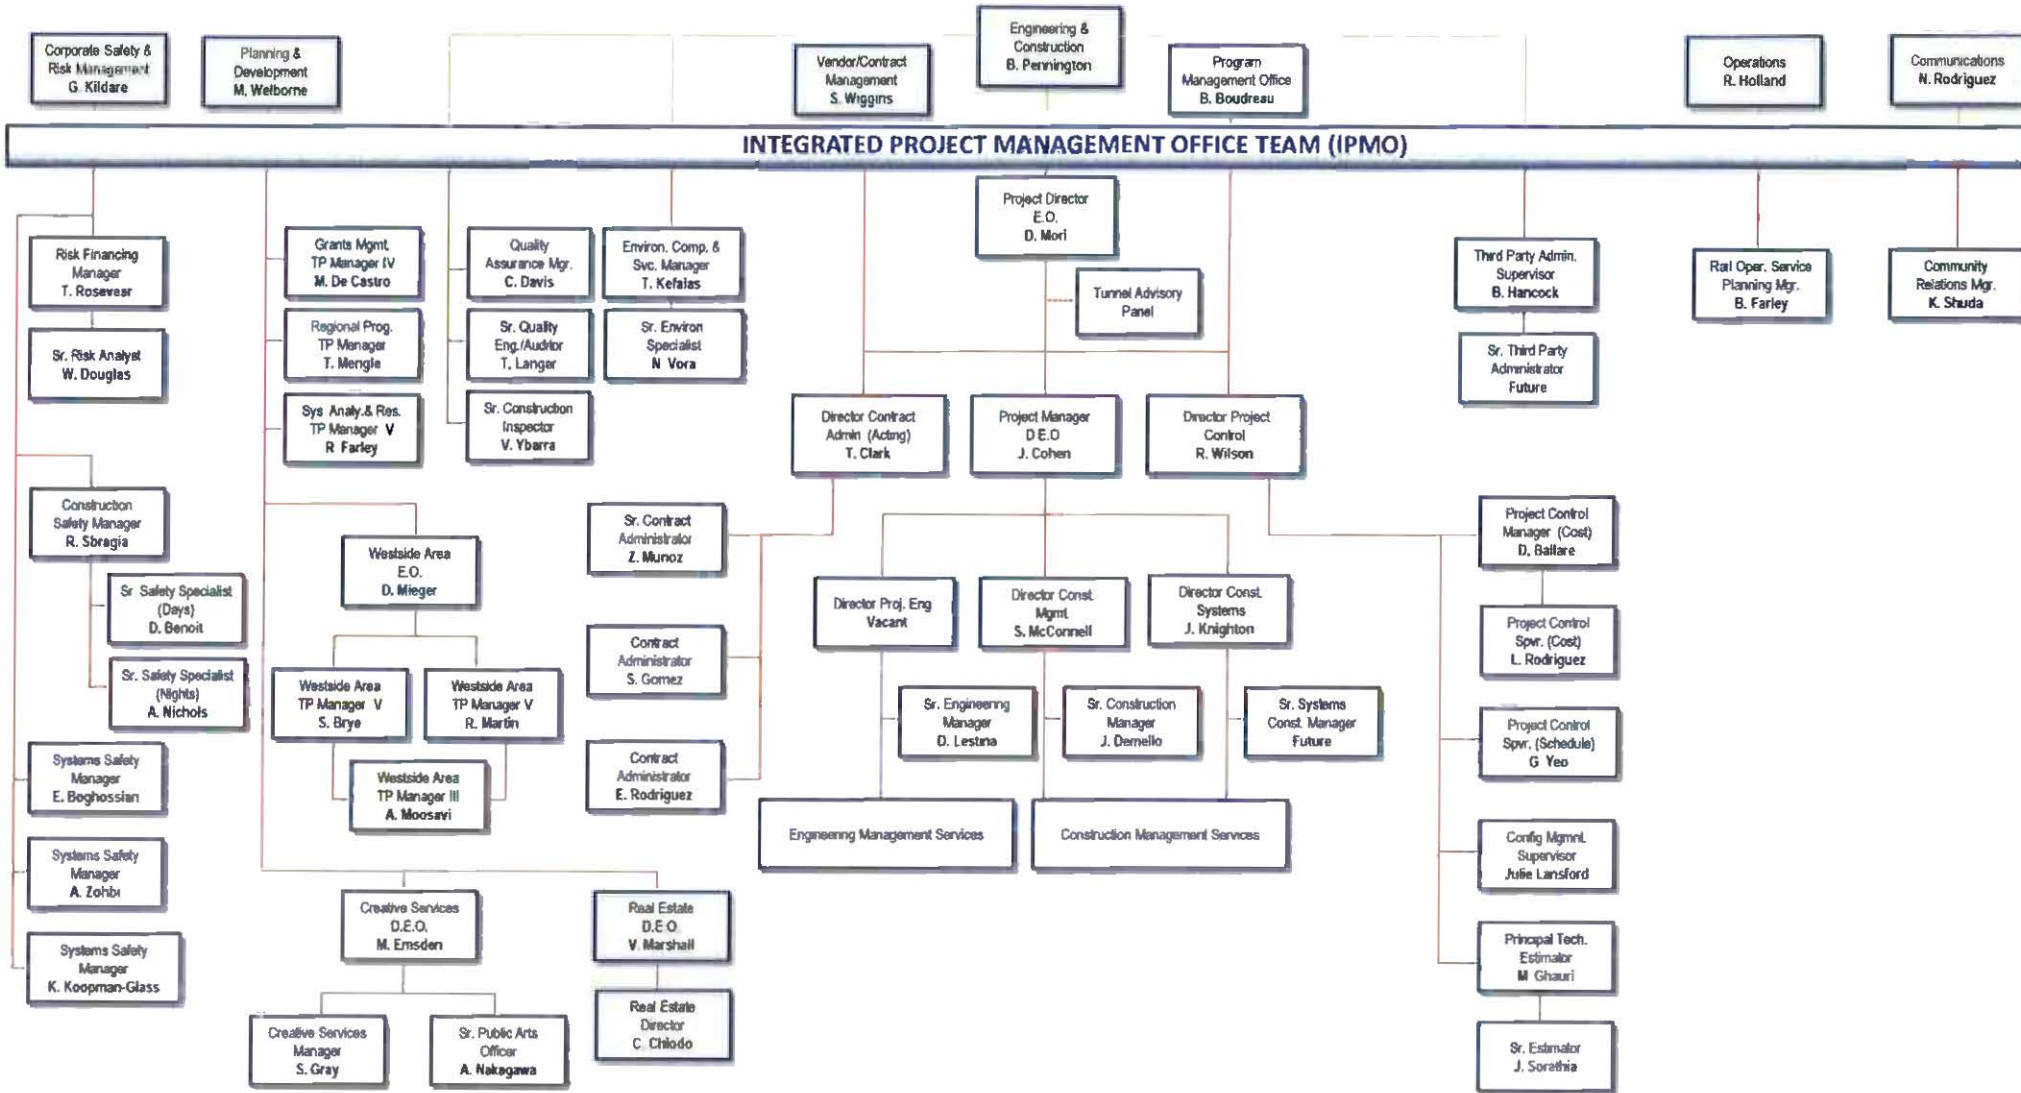 Corporate Safety &
Risk Management
G. Kildare
Planning &
Development
M. Welborne
Vendor/Contract
Management
S. Wiggins
Engineering &
Construction
B. Pennington
Program
Management Office
B. Boudreau
Operations
R. Holland
Communications
N. Rodriguez
INTEGRATED PROJECT MANAGEMENT OFFICE TEAM (IPMO)
Risk Financing
Manager
T. Rosevear
Sr. Risk Analyst
W. Douglas
Construction
Safety Manager
R. Sbragia
Sr Safety Specialist
(Days)
D. Benoit
Sr. Safety Specialist
(Nights)
A. Nichols
Systems Safety
Manager
E. Boghossian
Systems Safety
Manager
A. Zohbi
Systems Safety
Manager
K. Koopman-Glass
Grants Mgmt.
TP Manager IV
M. De Castro
Regional Prog.
TP Manager
T. Mengle
Sys Analy.& Res.
TP Manager V
R Farley
Westside Area
E.O.
D. Mieger
Westside Area
TP Manager V
S. Brye
Westside Area
TP Manager V
R. Martin
Westside Area
TP Manager III
A. Moosavi
Creative Services
D.E.O.
M. Emsden
Creative Services
Manager
S. Gray
Sr. Public Arts
Officer
A. Nakagawa
Real Estate
D.E.O.
V. Marshall
Real Estate
Director
C. Chiodo
Quality
Assurance Mgr.
C. Davis
Sr. Quality
Eng./Auditor
T. Langer
Sr. Construction
Inspector
V. Ybarra
Environ. Comp. &
Svc. Manager
T. Kefalas
Sr. Environ
Specialist
N Vora
Project Director
E.O.
D. Mori
Tunnel Advisory
Panel
Director Contract
Admin (Acting)
T. Clark
Project Manager
D E.O
J. Cohen
Director Project
Control
R. Wilson
Sr. Contract
Administrator
Z. Munoz
Contract
Administrator
S. Gomez
Contract
Administrator
E. Rodriguez
Director Proj. Eng
Vacant
Director Const.
Mgmt.
S. McConnell
Director Const.
Systems
J. Knighton
Sr. Engineering
Manager
D. Lestina
Sr. Construction
Manager
J. Demello
Sr. Systems
Const. Manager
Future
Engineering Management Services
Construction Management Services
Third Party Admin.
Supervisor
B. Hancock
Sr. Third Party
Administrator
Future
Project Control
Manager (Cost)
D. Ballare
Project Control
Spvr. (Cost)
L. Rodriguez
Project Control
Spvr. (Schedule)
G Yeo
Config Mgmnt.
Supervisor
Julie Lansford
Principal Tech.
Estimator
M Ghauri
Sr. Estimator
J. Sorathia
Rail Oper. Service
Planning Mgr.
B. Farley
Community
Relations Mgr.
K. Shuda